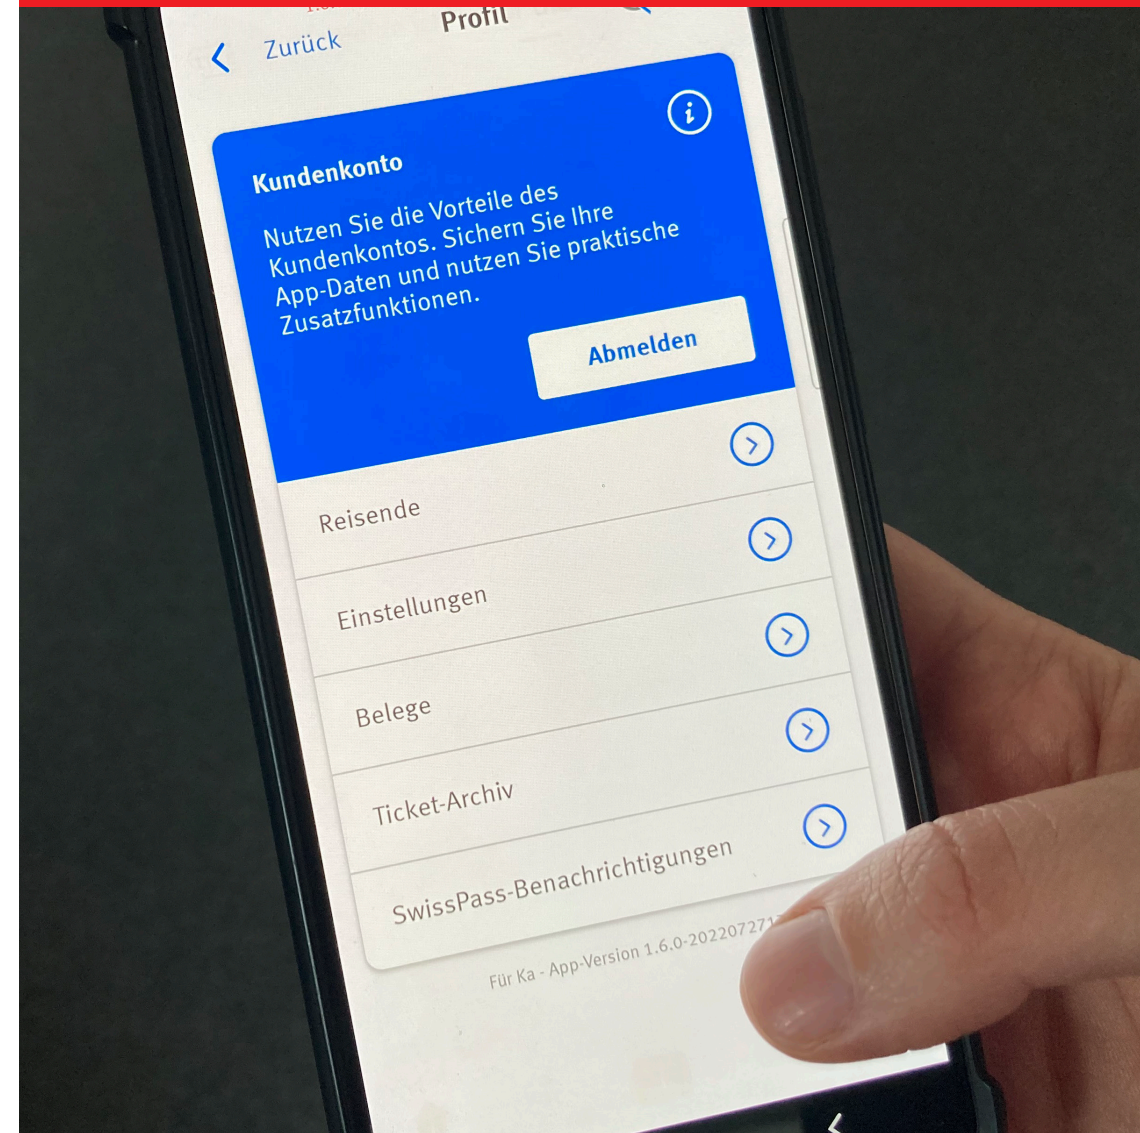 Profil
Zurück
Kundenkonto
Nutzen Sie die Vorteile des
Kundenkontos. Sichern Sie Ihre
App-Daten und nutzen Sie praktische
Zusatzfunktionen.
Abmelden
Reisende
Einstellungen
Belege
Ticket-Archiv
SwissPass-Benachrichtigungen
Für Ka - App-Version 1.6.0-2022072717